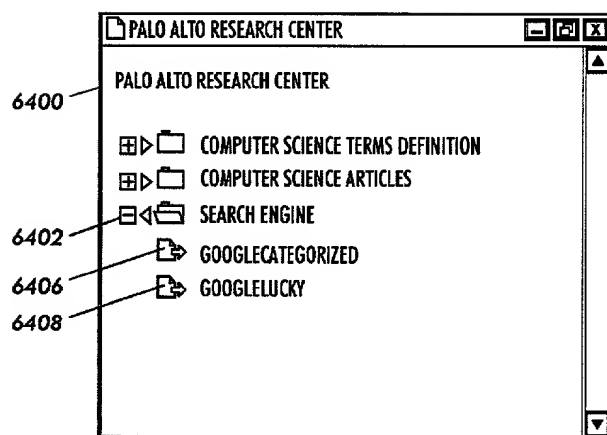 PALO ALTO RESEARCH CENTER
PALO ALTO RESEARCH CENTER
6400
COMPUTER SCIENCE TERMS DEFINITION
COMPUTER SCIENCE ARTICLES
SEARCH ENGINE
6402
GOOGLECATEGORIZED
6406
GOOGLELUCKY
6408